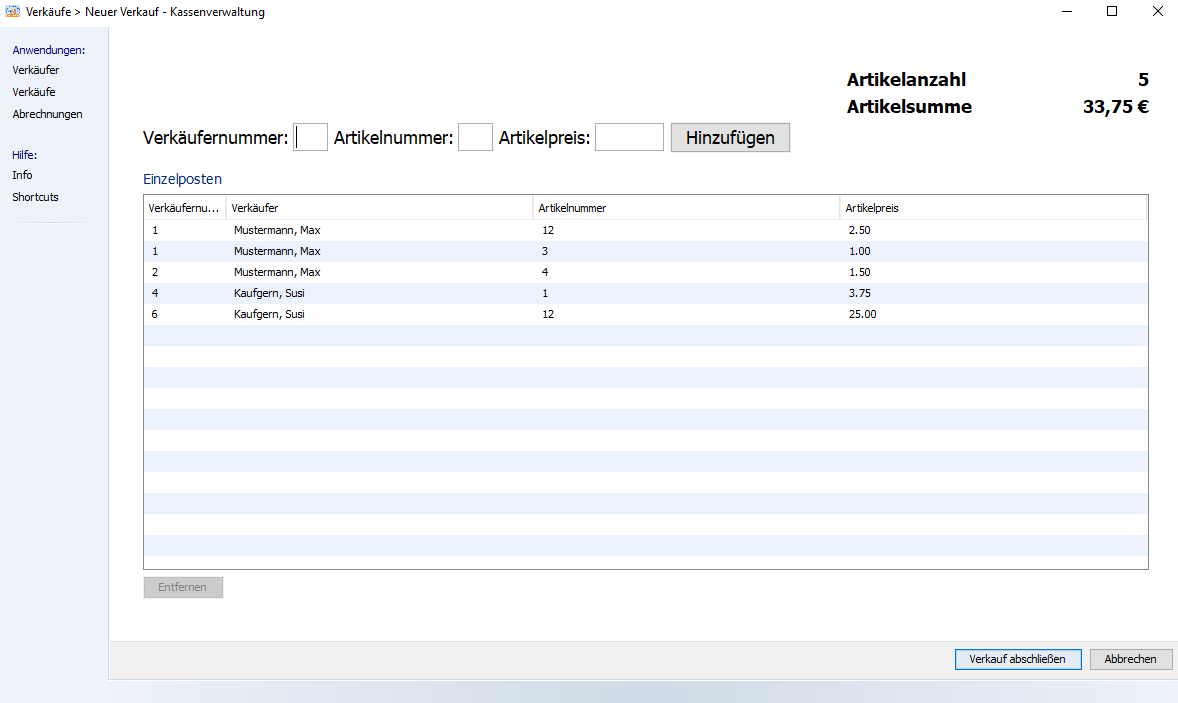 Verkäufe > Neuer Verkauf - Kassenverwaltung
Anwendungen:
Verkäufer
Verkäufe
Abrechnungen
Hilfe:
Info
Shortcuts
Artikelanzahl 5
Artikelsumme 33,75 €
Verkäufernummer: Artikelnummer: Artikelpreis: Hinzufügen
Einzelposten
Verkäufernu... Verkäufer Artikelnummer Artikelpreis
1 Mustermann, Max 12 2.50
1 Mustermann, Max 3 1.00
2 Mustermann, Max 4 1.50
4 Kaufgern, Susi 1 3.75
6 Kaufgern, Susi 12 25.00
Entfernen
Verkauf abschließen Abbrechen